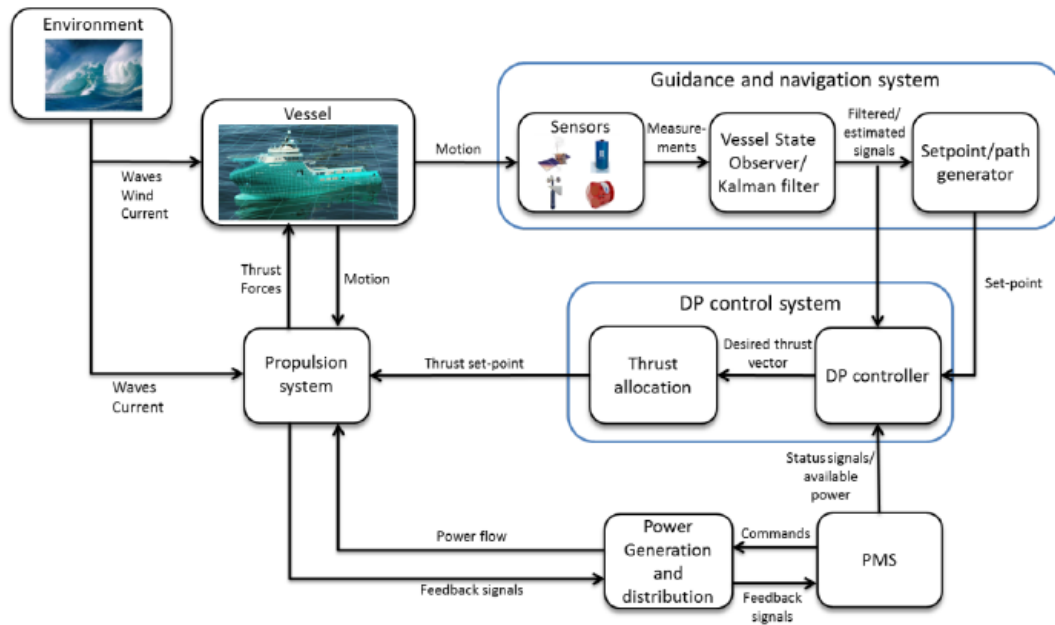 Environment
Guidance and navigation system
Vessel
Sensors
Measure-
ments
Vessel State
Observer/
Kalman filter
Filtered/
estimated
signals
Setpoint/path
generator
Motion
Waves
Wind
Current
Thrust
Forces
Motion
Set-point
DP control system
Propulsion
system
Thrust set-point
Thrust
allocation
Desired thrust
vector
DP controller
Waves
Current
Status signals/
available
power
Power flow
Power
Generation
and
distribution
Commands
PMS
Feedback signals
Feedback
signals